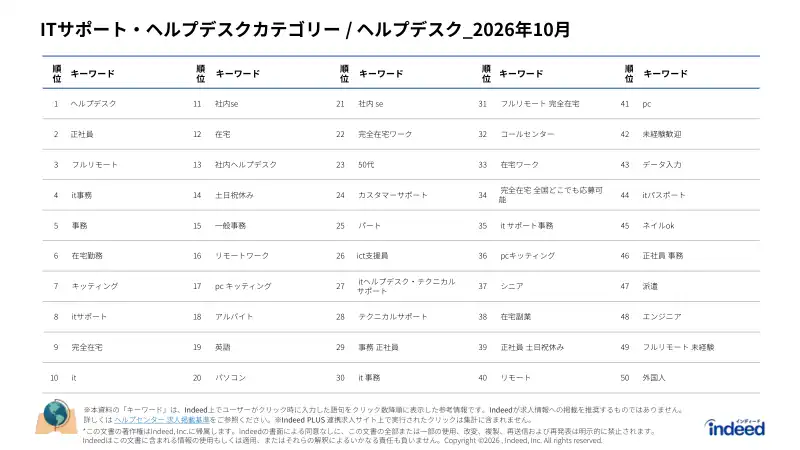 ITサポート・ヘルプデスクカテゴリー / ヘルプデスク_2026年10月
順位 キーワード 順位 キーワード 順位 キーワード 順位 キーワード 順位 キーワード
1 ヘルプデスク 11 社内se 21 社内 se 31 フルリモート 完全在宅 41 pc
2 正社員 12 在宅 22 完全在宅ワーク 32 コールセンター 42 未経験歓迎
3 フルリモート 13 社内ヘルプデスク 23 50代 33 在宅ワーク 43 データ入力
4 it事務 14 土日祝休み 24 カスタマーサポート 34 完全在宅 全国どこでも応募可能 44 itパスポート
5 事務 15 一般事務 25 パート 35 it サポート事務 45 ネイルok
6 在宅勤務 16 リモートワーク 26 ict支援員 36 pcキッティング 46 正社員 事務
7 キッティング 17 pc キッティング 27 itヘルプデスク・テクニカルサポート 37 シニア 47 派遣
8 itサポート 18 アルバイト 28 テクニカルサポート 38 在宅副業 48 エンジニア
9 完全在宅 19 英語 29 事務 正社員 39 正社員 土日祝休み 49 フルリモート 未経験
10 it 20 パソコン 30 it 事務 40 リモート 50 外国人
※本資料の「キーワード」は、Indeed上でユーザーがクリック時に入力した語句をクリック数降順に表示した参考情報です。Indeedが求人情報への掲載を推奨するものではありません。
詳しくは ヘルプセンター 求人掲載基準をご参照ください。※Indeed PLUS 連携求人サイト上で実行されたクリックは集計に含まれません。
*この文書の著作権はIndeed, Inc.に帰属します。Indeedの書面による同意なしに、この文書の全部または一部の使用、改変、複製、再送信および再発表は明示的に禁止されます。
Indeedはこの文書に含まれる情報の使用もしくは適用、またはそれらの解釈によるいかなる責任も負いません。Copyright ©2026 , Indeed, Inc. All rights reserved.
インディード
indeed